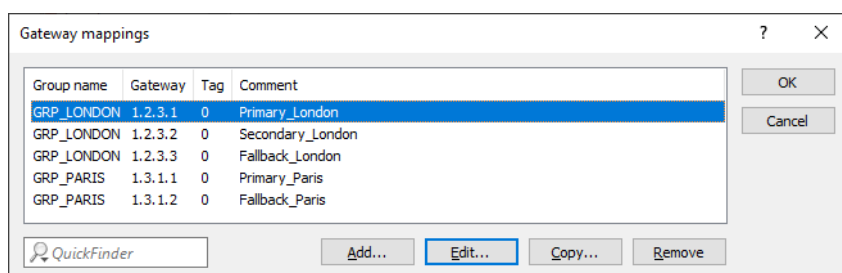 Gateway mappings ?
Group name Gateway Tag Comment
GRP_LONDON 1.2.3.1 0 Primary_London
GRP_LONDON 1.2.3.2 0 Secondary_London
GRP_LONDON 1.2.3.3 0 Fallback_London
GRP_PARIS 1.3.1.1 0 Primary_Paris
GRP_PARIS 1.3.1.2 0 Fallback_Paris
OK
Cancel
QuickFinder Add... Edit... Copy... Remove